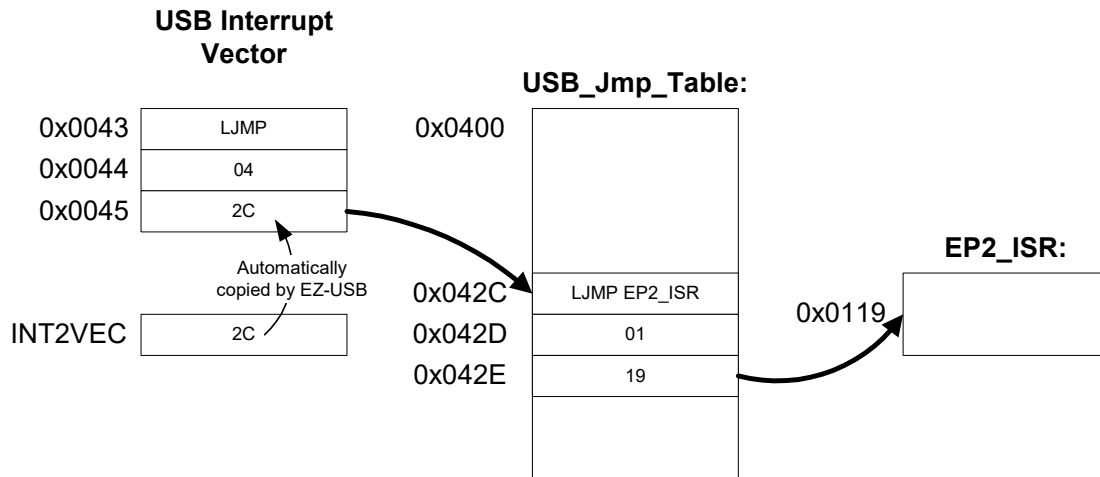 USB Interrupt
Vector
0x0043
LJMP
0x0044
04
0x0045
2C
Automatically
copied by EZ-USB
INT2VEC
2C
USB_Jmp_Table:
0x0400
0x042C
LJMP EP2_ISR
0x042D
01
0x042E
19
EP2_ISR:
0x0119